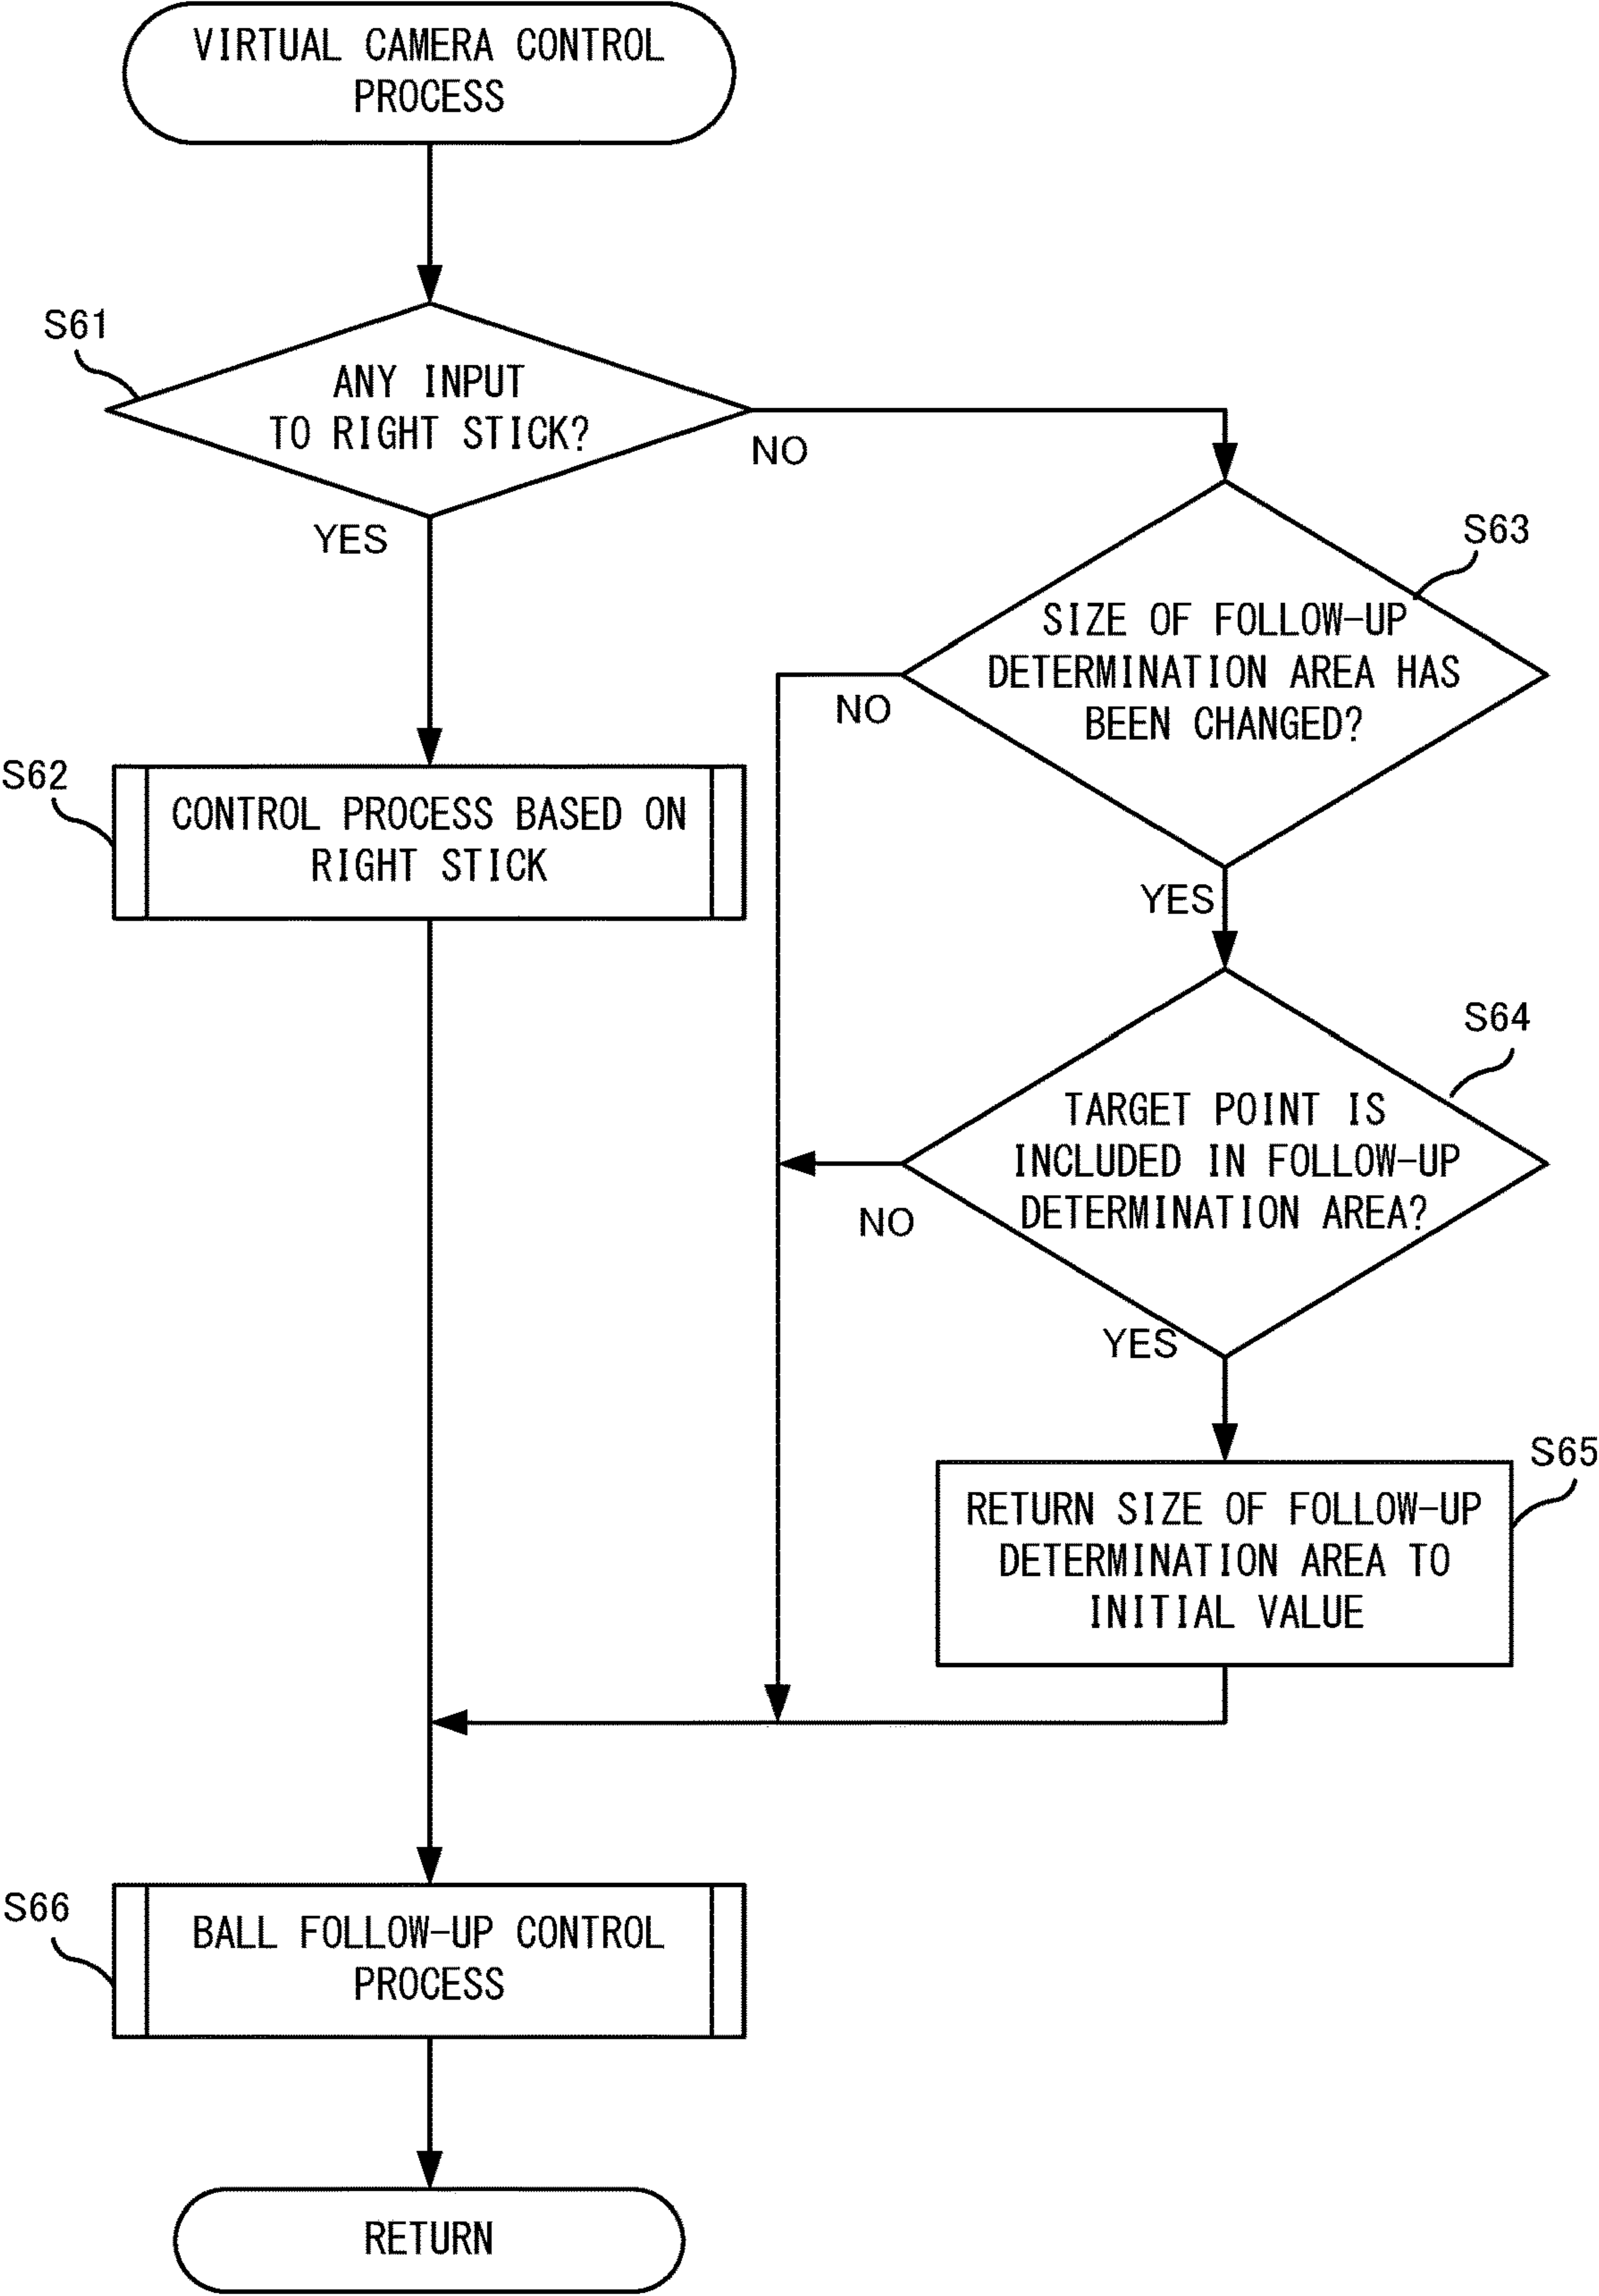 VIRTUAL CAMERA CONTROL
PROCESS
S61
ANY INPUT
TO RIGHT STICK?
NO
YES
S63
SIZE OF FOLLOW-UP
DETERMINATION AREA HAS
BEEN CHANGED?
NO
YES
S62
CONTROL PROCESS BASED ON
RIGHT STICK
S64
TARGET POINT IS
INCLUDED IN FOLLOW-UP
DETERMINATION AREA?
NO
YES
S65
RETURN SIZE OF FOLLOW-UP
DETERMINATION AREA TO
INITIAL VALUE
S66
BALL FOLLOW-UP CONTROL
PROCESS
RETURN